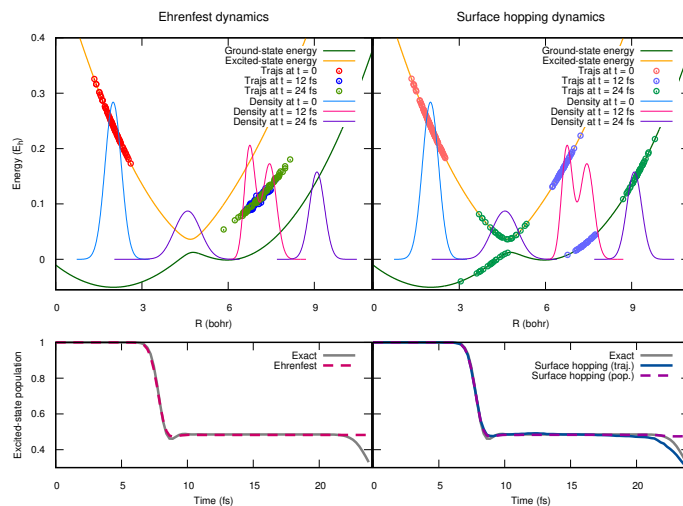 Ehrenfest dynamics
Surface hopping dynamics
Energy (Eh)
0.4
0.3
0.2
0.1
0
Ground-state energy
Excited-state energy
Trajs at t = 0
Trajs at t = 12 fs
Trajs at t = 24 fs
Density at t = 0
Density at t = 12 fs
Density at t = 24 fs
0 3 6 9
R (bohr)
Ground-state energy
Excited-state energy
Trajs at t = 0
Trajs at t = 12 fs
Trajs at t = 24 fs
Density at t = 0
Density at t = 12 fs
Density at t = 24 fs
0 3 6 9
R (bohr)
Excited-state population
1
0.8
0.6
0.4
Exact
Ehrenfest
0 5 10 15 20
Time (fs)
Exact
Surface hopping (traj.)
Surface hopping (pop.)
0 5 10 15 20
Time (fs)